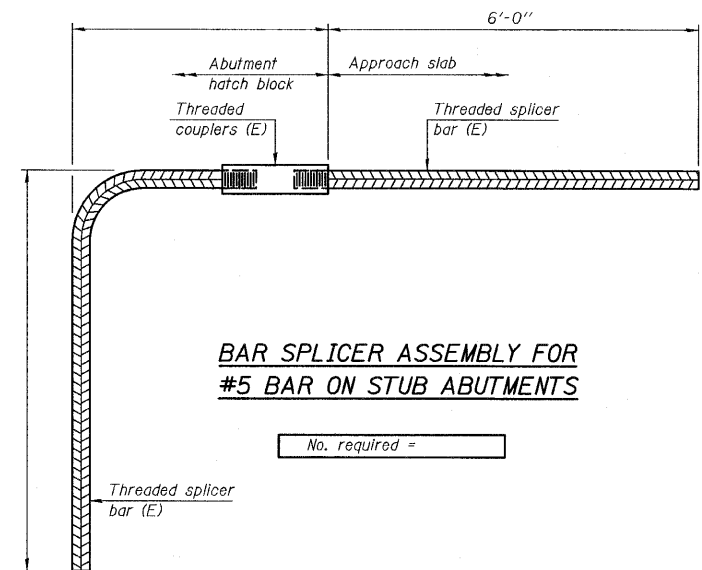 6'-0"
Abutment
hatch block
Approach slab
Threaded
couplers (E)
Threaded splicer
bar (E)
BAR SPLICER ASSEMBLY FOR
#5 BAR ON STUB ABUTMENTS
No. required =
Threaded splicer
bar (E)